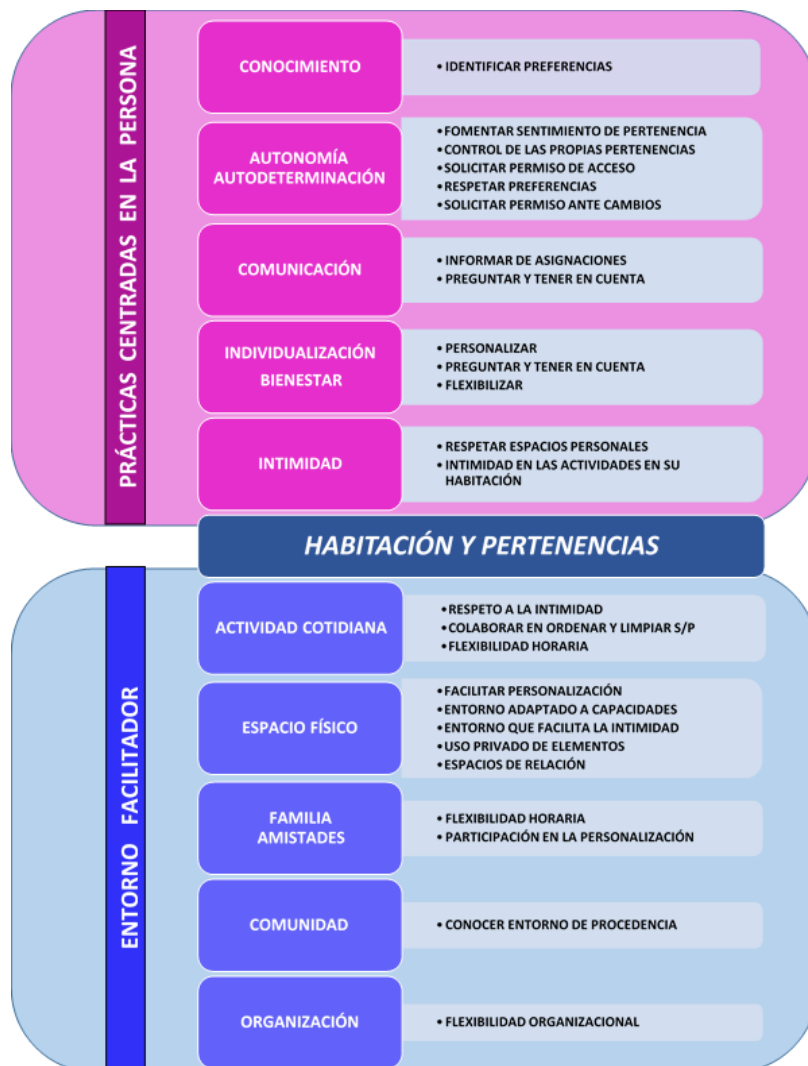 PRÁCTICAS CENTRADAS EN LA PERSONA
CONOCIMIENTO
• IDENTIFICAR PREFERENCIAS
AUTONOMÍA
AUTODETERMINACIÓN
• FOMENTAR SENTIMIENTO DE PERTENENCIA
• CONTROL DE LAS PROPIAS PERTENENCIAS
• SOLICITAR PERMISO DE ACCESO
• RESPETAR PREFERENCIAS
• SOLICITAR PERMISO ANTE CAMBIOS
COMUNICACIÓN
• INFORMAR DE ASIGNACIONES
• PREGUNTAR Y TENER EN CUENTA
INDIVIDUALIZACIÓN
BIENESTAR
• PERSONALIZAR
• PREGUNTAR Y TENER EN CUENTA
• FLEXIBILIZAR
INTIMIDAD
• RESPETAR ESPACIOS PERSONALES
• INTIMIDAD EN LAS ACTIVIDADES EN SU
HABITACIÓN
HABITACIÓN Y PERTENENCIAS
ENTORNO FACILITADOR
ACTIVIDAD COTIDIANA
• RESPETO A LA INTIMIDAD
• COLABORAR EN ORDENAR Y LIMPIAR S/P
• FLEXIBILIDAD HORARIA
ESPACIO FÍSICO
• FACILITAR PERSONALIZACIÓN
• ENTORNO ADAPTADO A CAPACIDADES
• ENTORNO QUE FACILITA LA INTIMIDAD
• USO PRIVADO DE ELEMENTOS
• ESPACIOS DE RELACIÓN
FAMILIA
AMISTADES
• FLEXIBILIDAD HORARIA
• PARTICIPACIÓN EN LA PERSONALIZACIÓN
COMUNIDAD
• CONOCER ENTORNO DE PROCEDENCIA
ORGANIZACIÓN
• FLEXIBILIDAD ORGANIZACIONAL